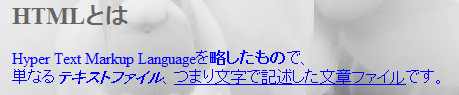 HTMLとは
Hyper Text Markup Languageを略したもので、
単なるテキストファイル、つまり文字で記述した文章ファイルです。